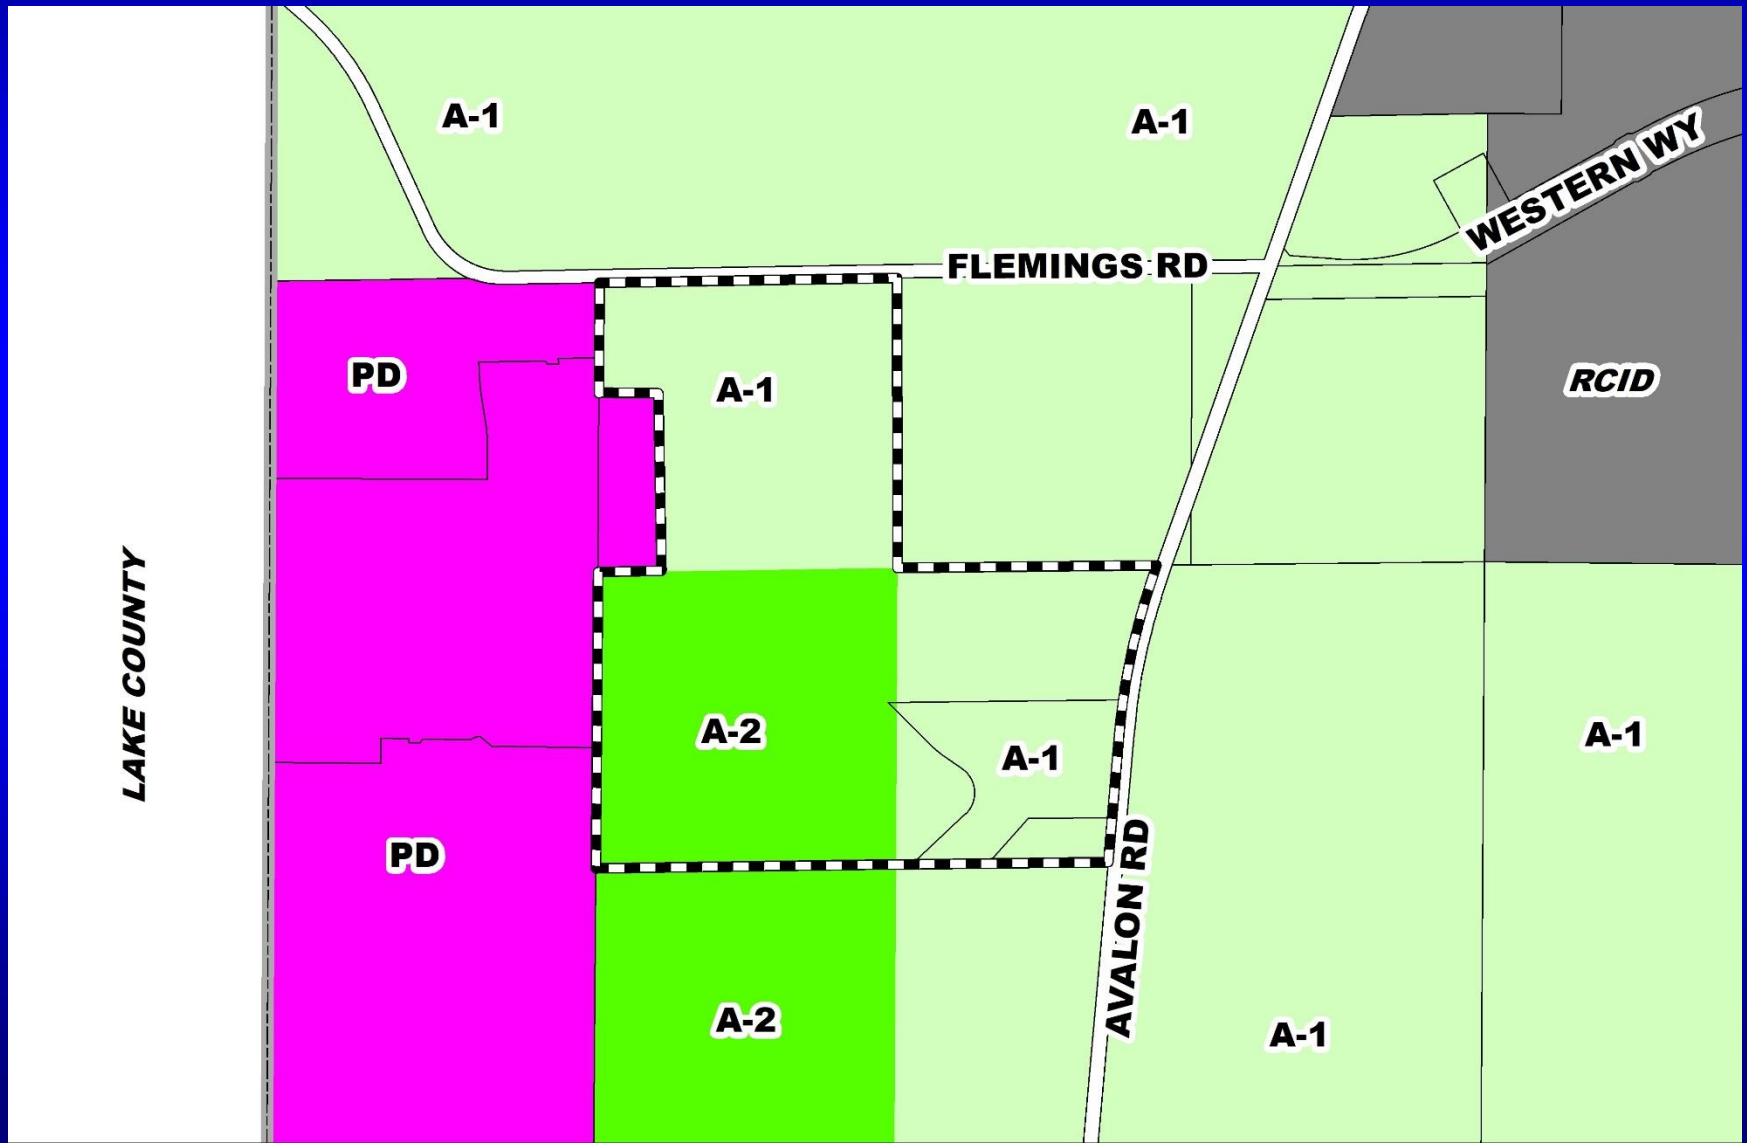 A-1
A-1
WESTERN WY
FLEMINGS RD
PD
A-1
RCID
LAKE COUNTY
A-2
A-1
A-1
PD
AVALON RD
A-2
A-1